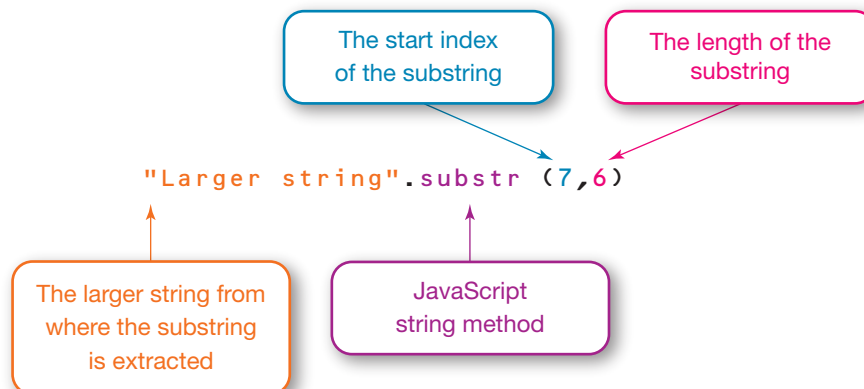 The start index
of the substring
The length of the
substring
"Larger string".substr (7,6)
The larger string from
where the substring
is extracted
JavaScript
string method